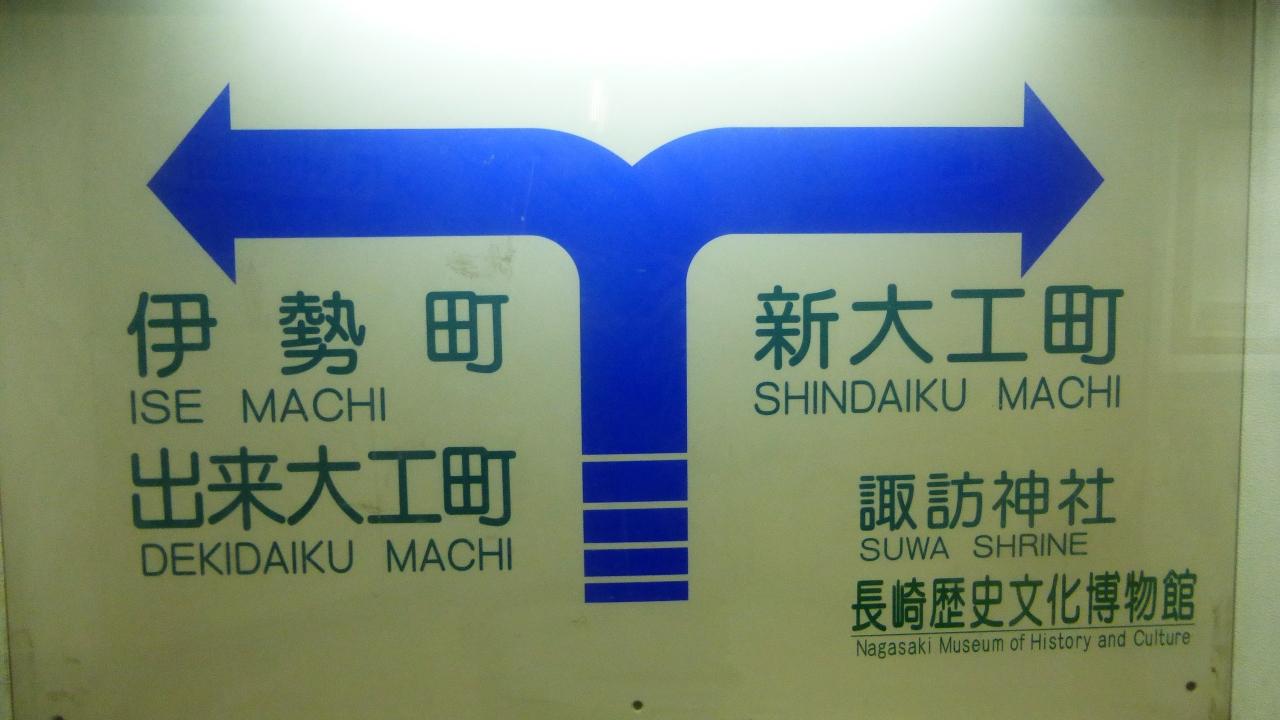 伊勢町
ISE MACHI
出来大工町
DEKIDAIKU MACHI
新大工町
SHINDAIKU MACHI
諏訪神社
SUWA SHRINE
長崎歴史文化博物館
Nagasaki Museum of History and Culture